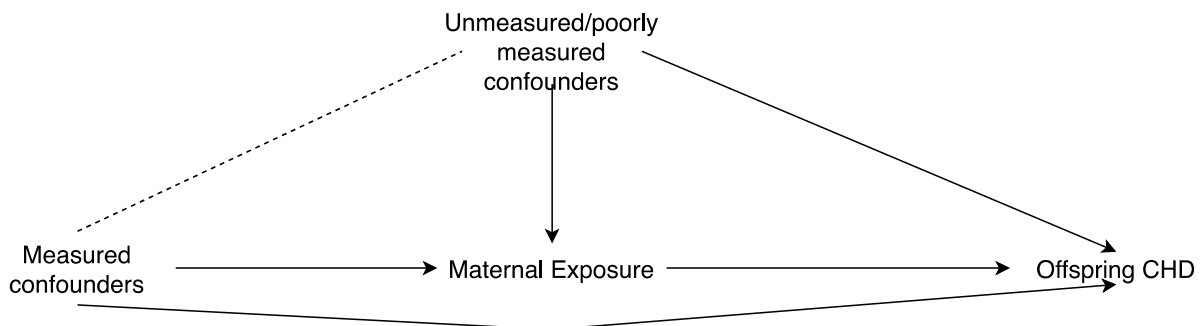 Unmeasured/poorly
measured
confounders
Measured
confounders
Maternal Exposure
Offspring CHD